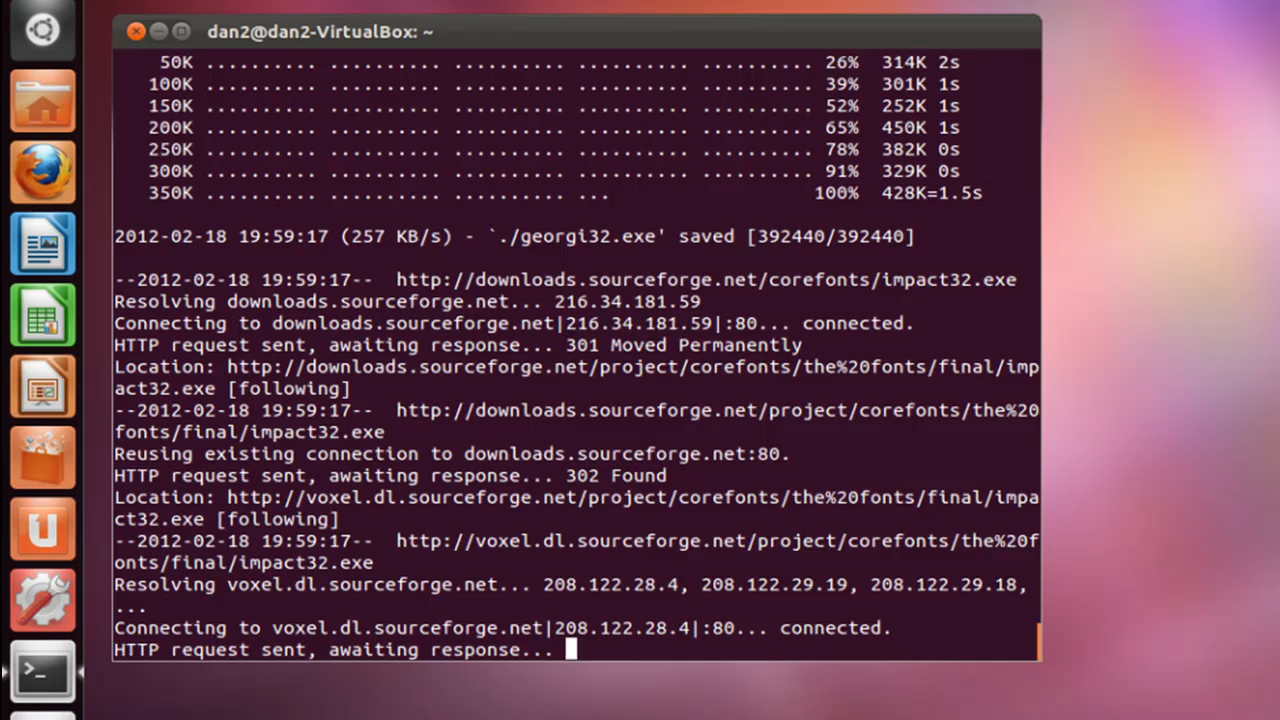 dan2@dan2-VirtualBox: ~
50K .......... .......... .......... .......... .......... 26% 314K 2s
100K .......... .......... .......... .......... .......... 39% 301K 1s
150K .......... .......... .......... .......... .......... 52% 252K 1s
200K .......... .......... .......... .......... .......... 65% 450K 1s
250K .......... .......... .......... .......... .......... 78% 382K 0s
300K .......... .......... .......... .......... .......... 91% 329K 0s
350K .......... .......... .......... ... 100% 428K=1.5s
2012-02-18 19:59:17 (257 KB/s) - `./georgi32.exe' saved [392440/392440]
--2012-02-18 19:59:17-- http://downloads.sourceforge.net/corefonts/impact32.exe
Resolving downloads.sourceforge.net... 216.34.181.59
Connecting to downloads.sourceforge.net|216.34.181.59|:80... connected.
HTTP request sent, awaiting response... 301 Moved Permanently
Location: http://downloads.sourceforge.net/project/corefonts/the%20fonts/final/imp
act32.exe [following]
--2012-02-18 19:59:17-- http://downloads.sourceforge.net/project/corefonts/the%20
fonts/final/impact32.exe
Reusing existing connection to downloads.sourceforge.net:80.
HTTP request sent, awaiting response... 302 Found
Location: http://voxel.dl.sourceforge.net/project/corefonts/the%20fonts/final/impa
ct32.exe [following]
--2012-02-18 19:59:17-- http://voxel.dl.sourceforge.net/project/corefonts/the%20f
onts/final/impact32.exe
Resolving voxel.dl.sourceforge.net... 208.122.28.4, 208.122.29.19, 208.122.29.18,
...
Connecting to voxel.dl.sourceforge.net|208.122.28.4|:80... connected.
HTTP request sent, awaiting response...